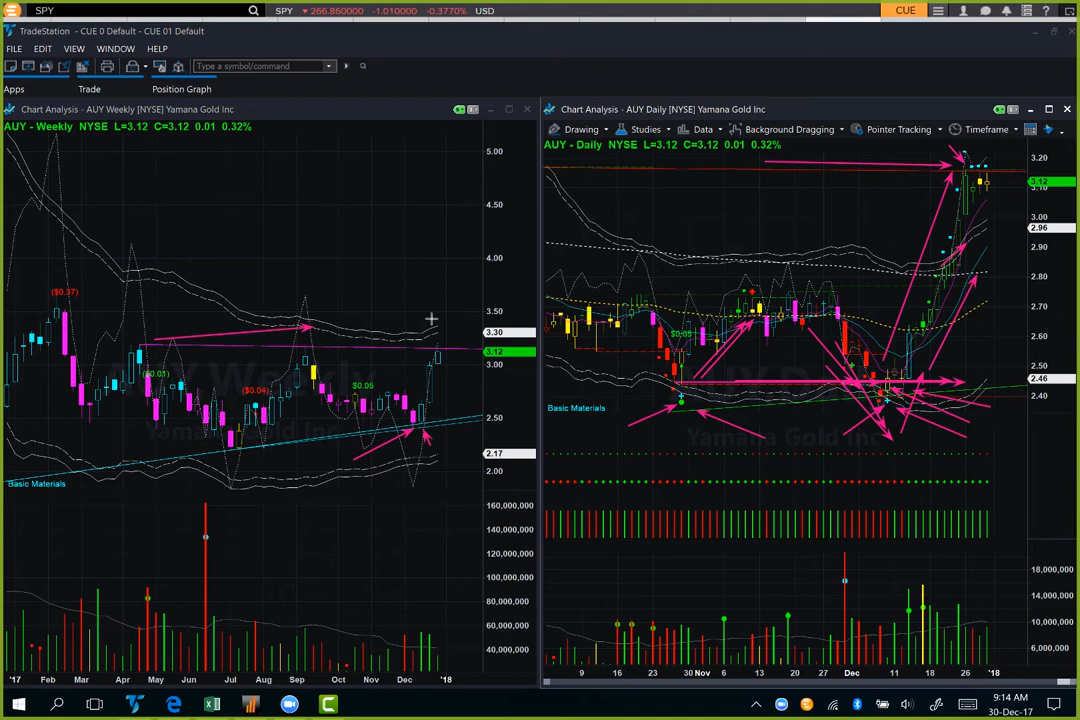 SPY
SPY ▼ 266.860000 -1.010000 -0.3770% USD
CUE
TradeStation - CUE 0 Default - CUE 01 Default
FILE EDIT VIEW WINDOW HELP
Type a symbol/command
Apps Trade Position Graph
Chart Analysis - AUY Weekly [NYSE] Yamana Gold Inc
AUY - Weekly NYSE L=3.12 C=3.12 0.01 0.32%
5.00
4.50
4.00
($0.37)
3.50
3.30
3.12
3.00
($0.01)
($0.04)
$0.05
2.50
AUY Weekly
Yamana Gold Inc
2.17
2.00
Basic Materials
160,000,000
140,000,000
120,000,000
100,000,000
80,000,000
60,000,000
40,000,000
'17 Feb Mar Apr May Jun Jul Aug Sep Oct Nov Dec '18
Chart Analysis - AUY Daily [NYSE] Yamana Gold Inc
Drawing Studies Data Background Dragging Pointer Tracking Timeframe
AUY - Daily NYSE L=3.12 C=3.12 0.01 0.32%
3.20
3.12
3.10
3.00
2.96
2.90
2.80
2.70
$0.05
2.60
2.50
2.46
2.40
Basic Materials
Yamana Gold Inc
18,000,000
14,000,000
10,000,000
6,000,000
9 16 23 30 Nov 6 13 20 27 Dec 11 18 26 '18
9:14 AM
30-Dec-17